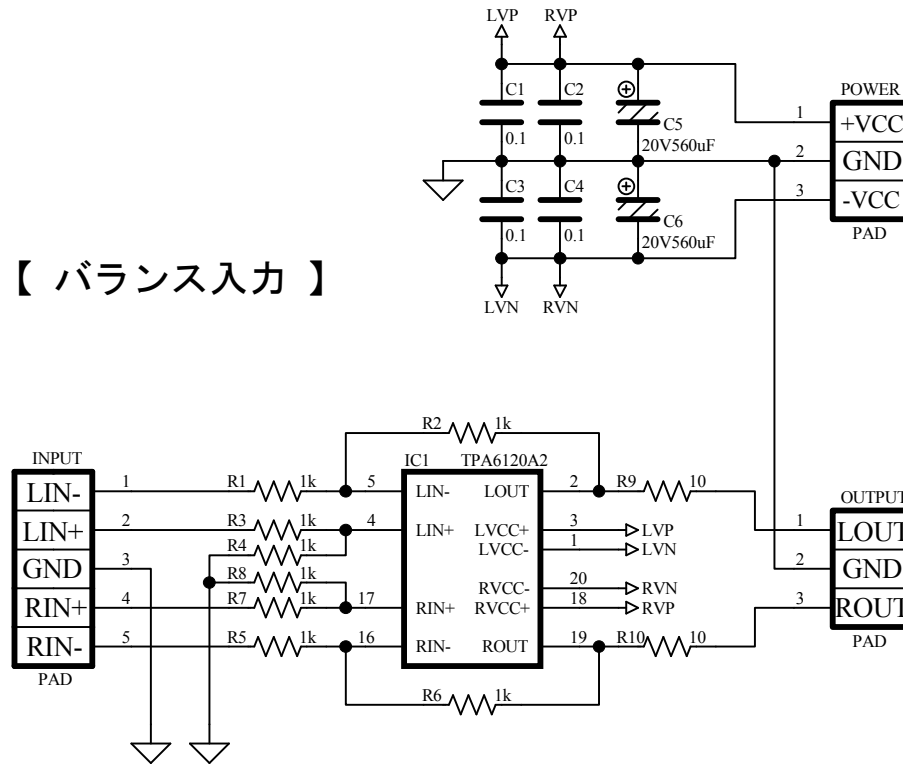 LVP RVP
C1 C2
C5
0.1 0.1 20V560uF
C3 C4
C6
0.1 0.1 20V560uF
LVN RVN
POWER
1 +VCC
2 GND
3 -VCC
PAD
【 バランス入力 】
INPUT
LIN- 1
LIN+ 2
GND 3
RIN+ 4
RIN- 5
PAD
R1 1k
R3 1k
R4 1k
R8 1k
R7 1k
R5 1k
R2 1k
IC1 TPA6120A2
5 LIN- LOUT 2
4 LIN+ LVCC+ 3 LVP
LVCC- 1 LVN
RVCC- 20 RVN
17 RIN+ RVCC+ 18 RVP
16 RIN- ROUT 19
R6 1k
R9 10
R10 10
OUTPUT
1 LOUT
2 GND
3 ROUT
PAD